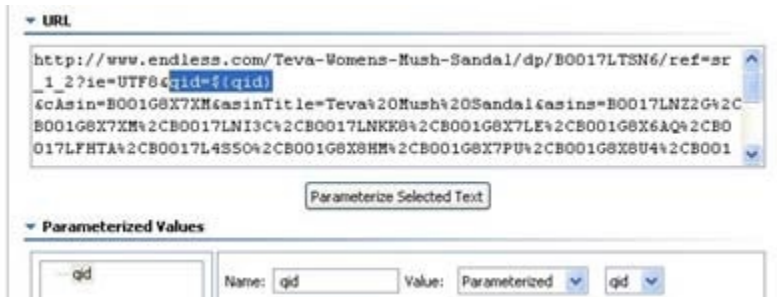 URL
http://www.endless.com/Teva-Womens-Mush-Sandal/dp/B0017LTSN6/ref=sr
_1_2?ie=UTF8&qid=${qid}
&cAsin=B001G8X7XM&asinTitle=Teva%20Mush%20Sandal&asins=B0017LNZ2G%2C
B001G8X7XM%2CB0017LNI3C%2CB0017LNKK8%2CB001G8X7LE%2CB001G8X6AQ%2CB0
017LFHTA%2CB0017L4S5O%2CB001G8X8HM%2CB001G8X7PU%2CB001G8X8U4%2CB001
Parameterize Selected Text
Parameterized Values
qid
Name: qid Value: Parameterized qid